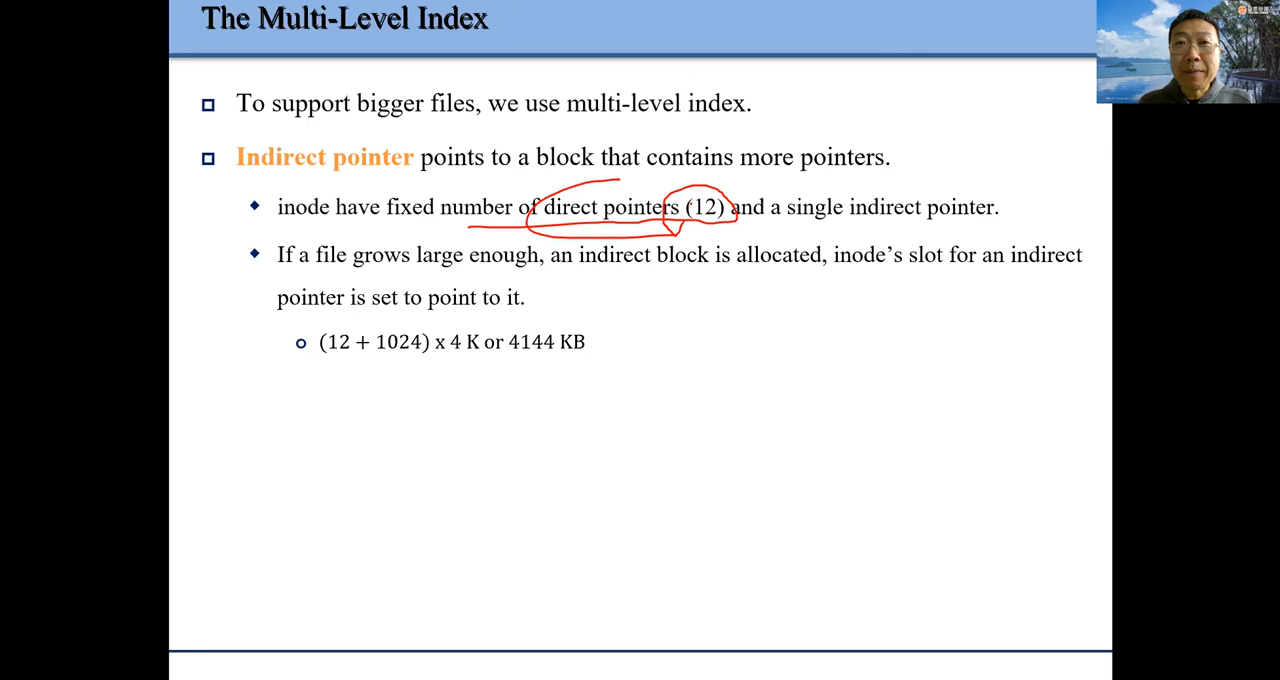 The Multi-Level Index
To support bigger files, we use multi-level index.
Indirect pointer points to a block that contains more pointers.
inode have fixed number of direct pointers (12) and a single indirect pointer.
If a file grows large enough, an indirect block is allocated, inode's slot for an indirect
pointer is set to point to it.
(12 + 1024) x 4 K or 4144 KB